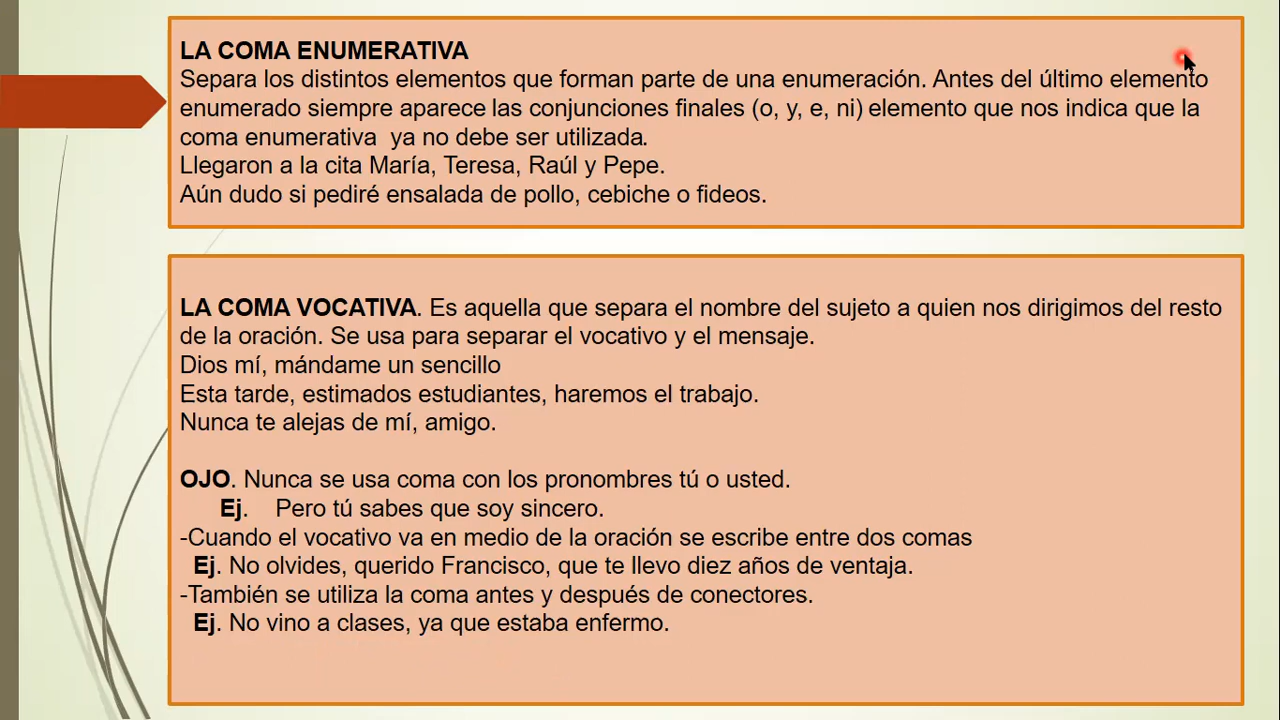 LA COMA ENUMERATIVA
Separa los distintos elementos que forman parte de una enumeración. Antes del último elemento
enumerado siempre aparece las conjunciones finales (o, y, e, ni) elemento que nos indica que la
coma enumerativa  ya no debe ser utilizada.
Llegaron a la cita María, Teresa, Raúl y Pepe.
Aún dudo si pediré ensalada de pollo, cebiche o fideos.
LA COMA VOCATIVA. Es aquella que separa el nombre del sujeto a quien nos dirigimos del resto
de la oración. Se usa para separar el vocativo y el mensaje.
Dios mí, mándame un sencillo
Esta tarde, estimados estudiantes, haremos el trabajo.
Nunca te alejas de mí, amigo.
OJO. Nunca se usa coma con los pronombres tú o usted.
Ej.    Pero tú sabes que soy sincero.
-Cuando el vocativo va en medio de la oración se escribe entre dos comas
Ej. No olvides, querido Francisco, que te llevo diez años de ventaja.
-También se utiliza la coma antes y después de conectores.
Ej. No vino a clases, ya que estaba enfermo.